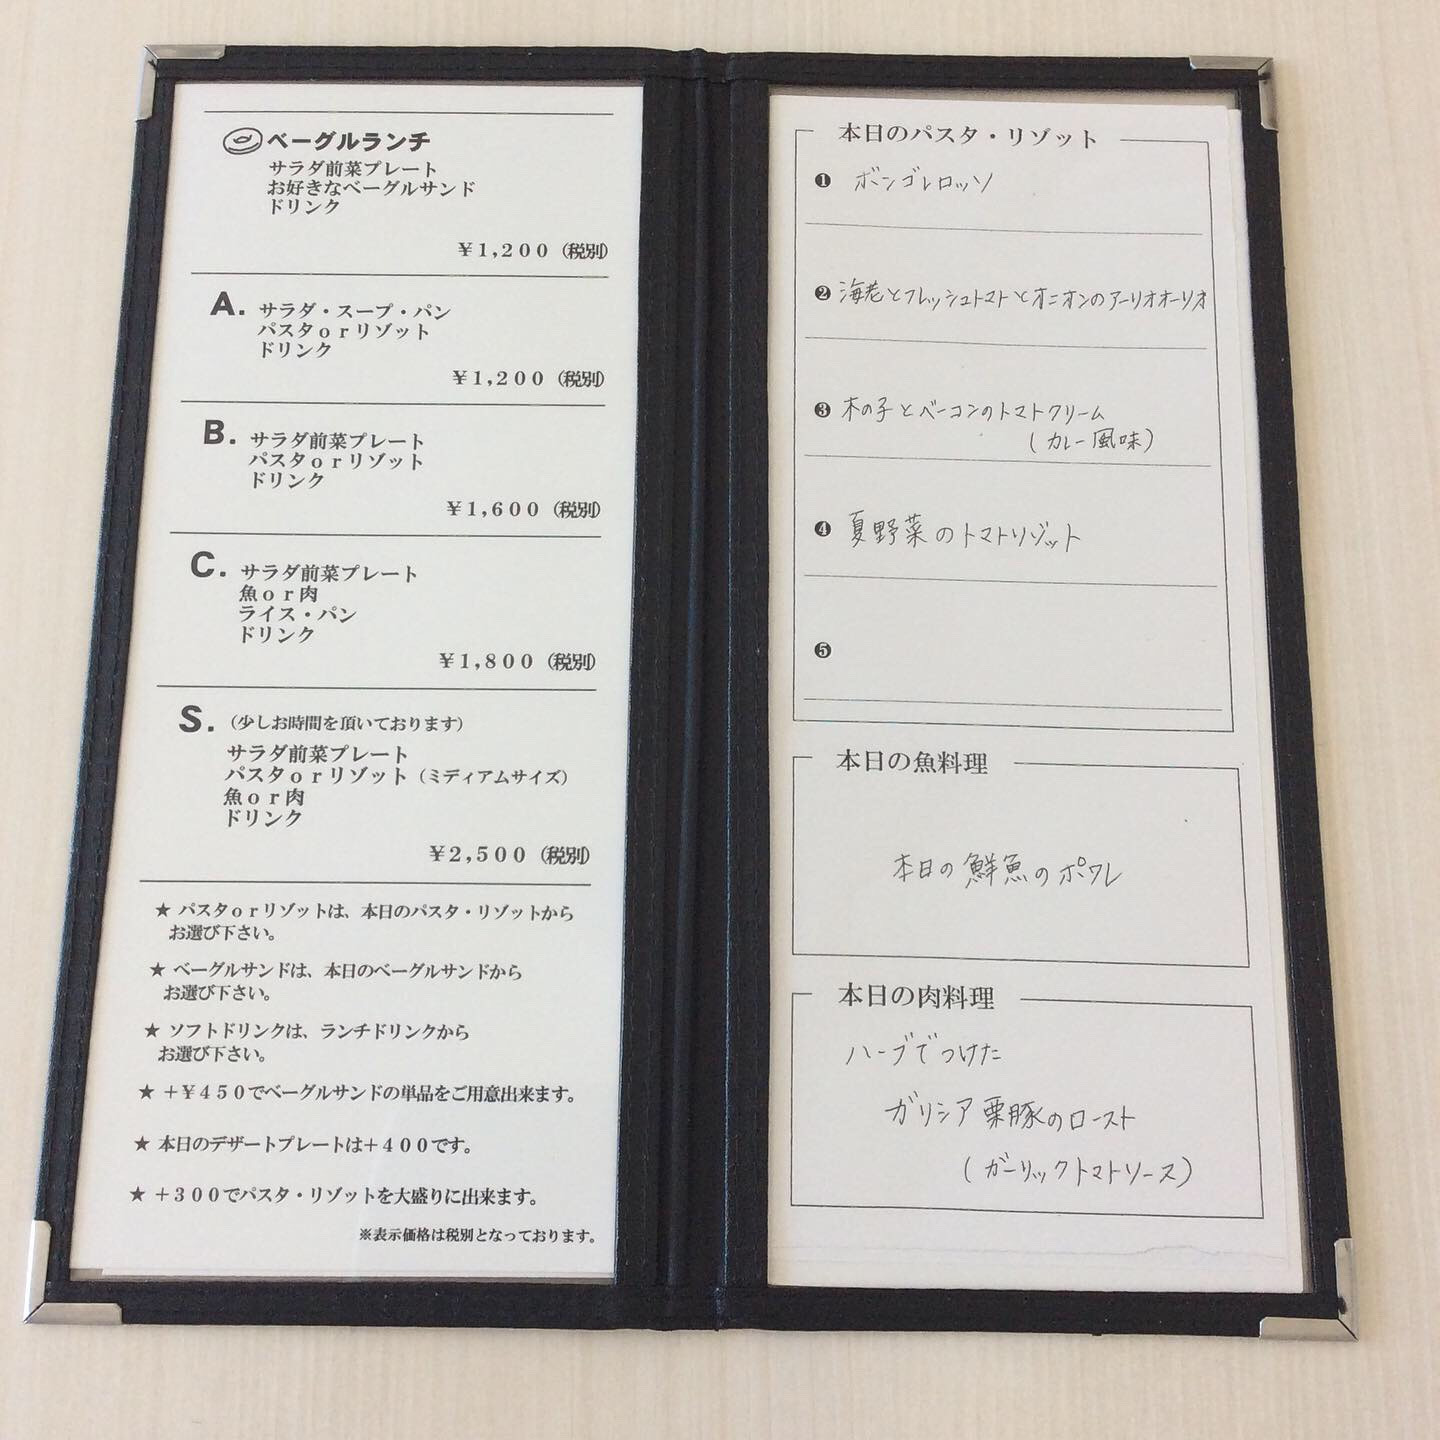 ベーグルランチ
サラダ前菜プレート
お好きなベーグルサンド
ドリンク
￥1,200（税別）
A. サラダ・スープ・パン
パスタorリゾット
ドリンク
￥1,200（税別）
B. サラダ前菜プレート
パスタorリゾット
ドリンク
￥1,600（税別）
C. サラダ前菜プレート
魚or肉
ライス・パン
ドリンク
￥1,800（税別）
S.（少しお時間を頂いております）
サラダ前菜プレート
パスタorリゾット（ミディアムサイズ）
魚or肉
ドリンク
￥2,500（税別）
★ パスタorリゾットは、本日のパスタ・リゾットから
お選び下さい。
★ ベーグルサンドは、本日のベーグルサンドから
お選び下さい。
★ ソフトドリンクは、ランチドリンクから
お選び下さい。
★ ＋￥450でベーグルサンドの単品をご用意出来ます。
★ 本日のデザートプレートは＋400です。
★ ＋300でパスタ・リゾットを大盛りに出来ます。
※表示価格は税別となっております。
本日のパスタ・リゾット
❶ ボンゴレロッソ
❷ 海老とフレッシュトマトとオニオンのアーリオオーリオ
❸ 木の子とベーコンのトマトクリーム
（カレー風味）
❹ 夏野菜のトマトリゾット
❺
本日の魚料理
本日の鮮魚のポワレ
本日の肉料理
ハーブでつけた
ガリシア栗豚のロースト
（ガーリックトマトソース）